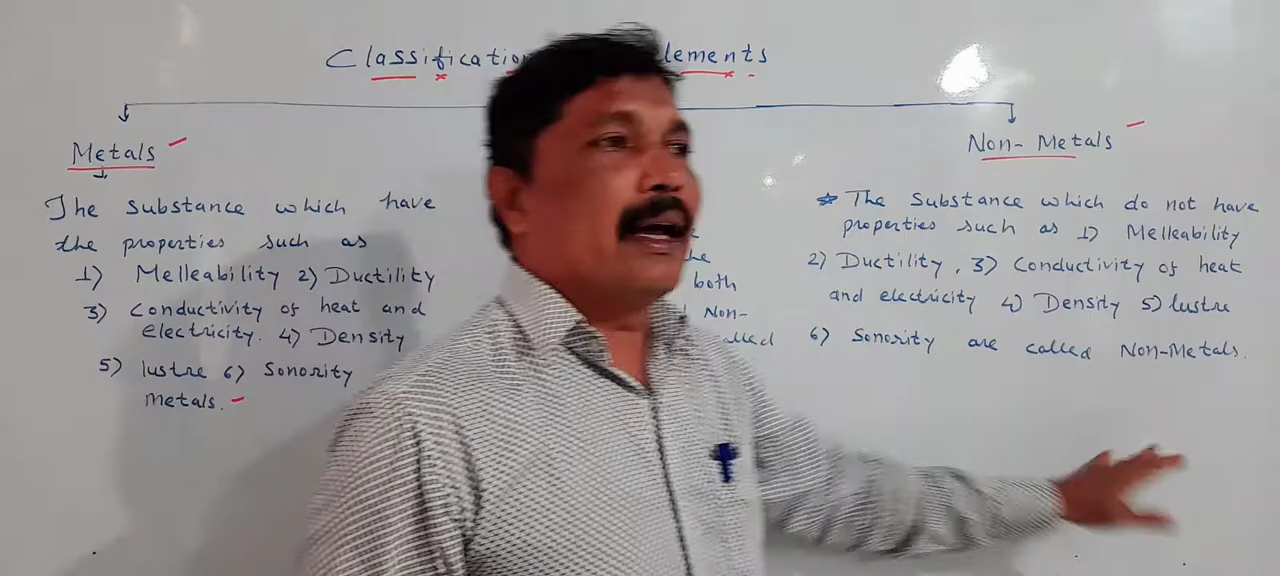 Classificatio lements
Metals
The substance which have
the properties such as
1) Melleability 2) Ductility
3) Conductivity of heat and
electricity. 4) Density
5) lustre 6) Sonority
metals.
both
Non-
Non-Metals
* The substance which do not have
properties such as 1) Melleability
2) Ductility, 3) Conductivity of heat
and electricity 4) Density 5) lustre
6) Sonority are called Non-Metals.